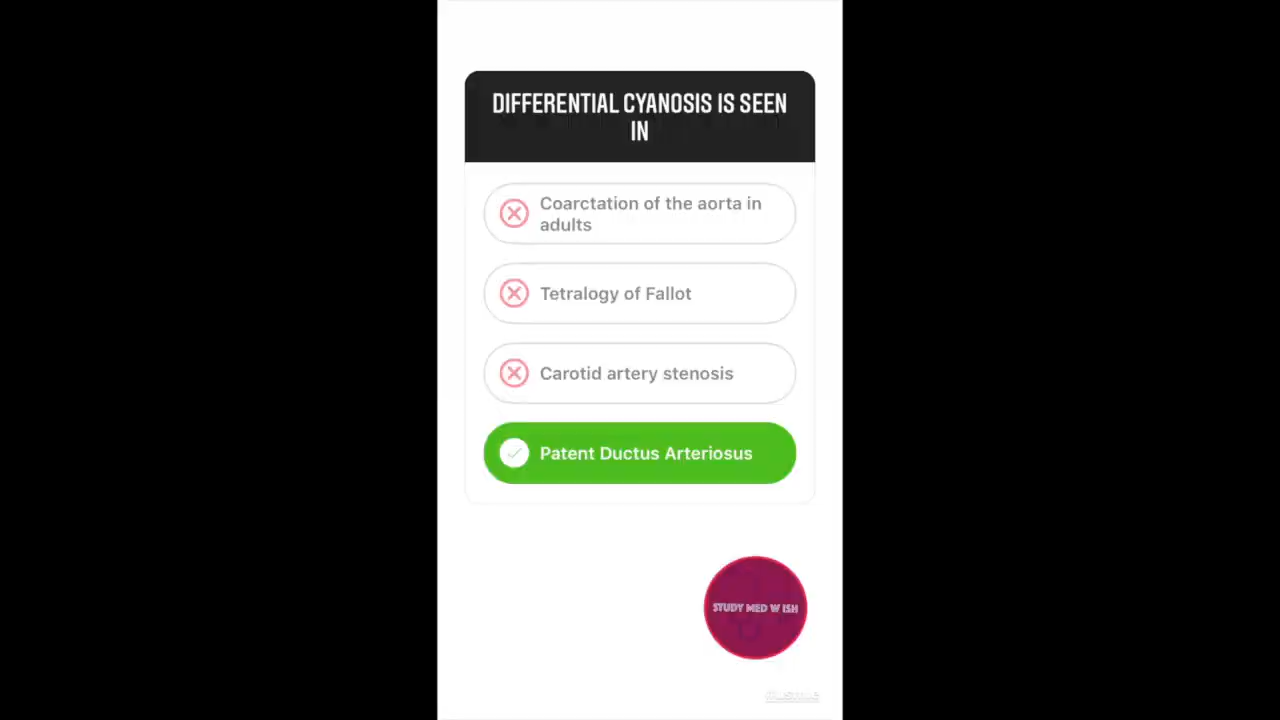 DIFFERENTIAL CYANOSIS IS SEEN
IN
Coarctation of the aorta in
adults
Tetralogy of Fallot
Carotid artery stenosis
Patent Ductus Arteriosus
STUDY MED W ISH